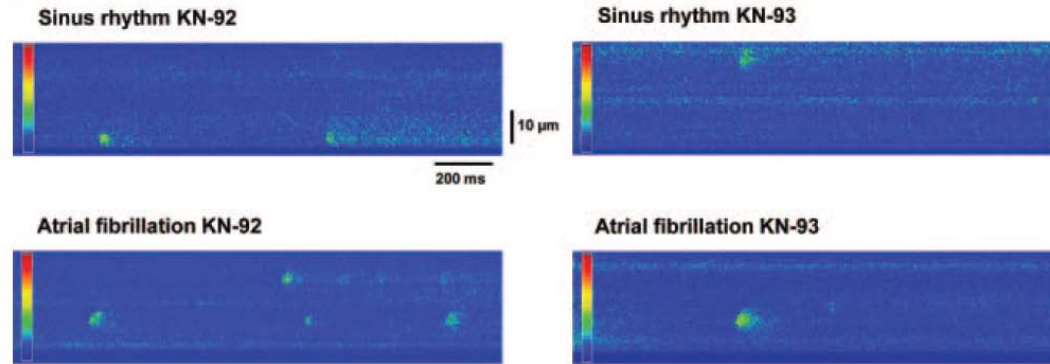 Sinus rhythm KN-92
Sinus rhythm KN-93
10 µm
200 ms
Atrial fibrillation KN-92
Atrial fibrillation KN-93